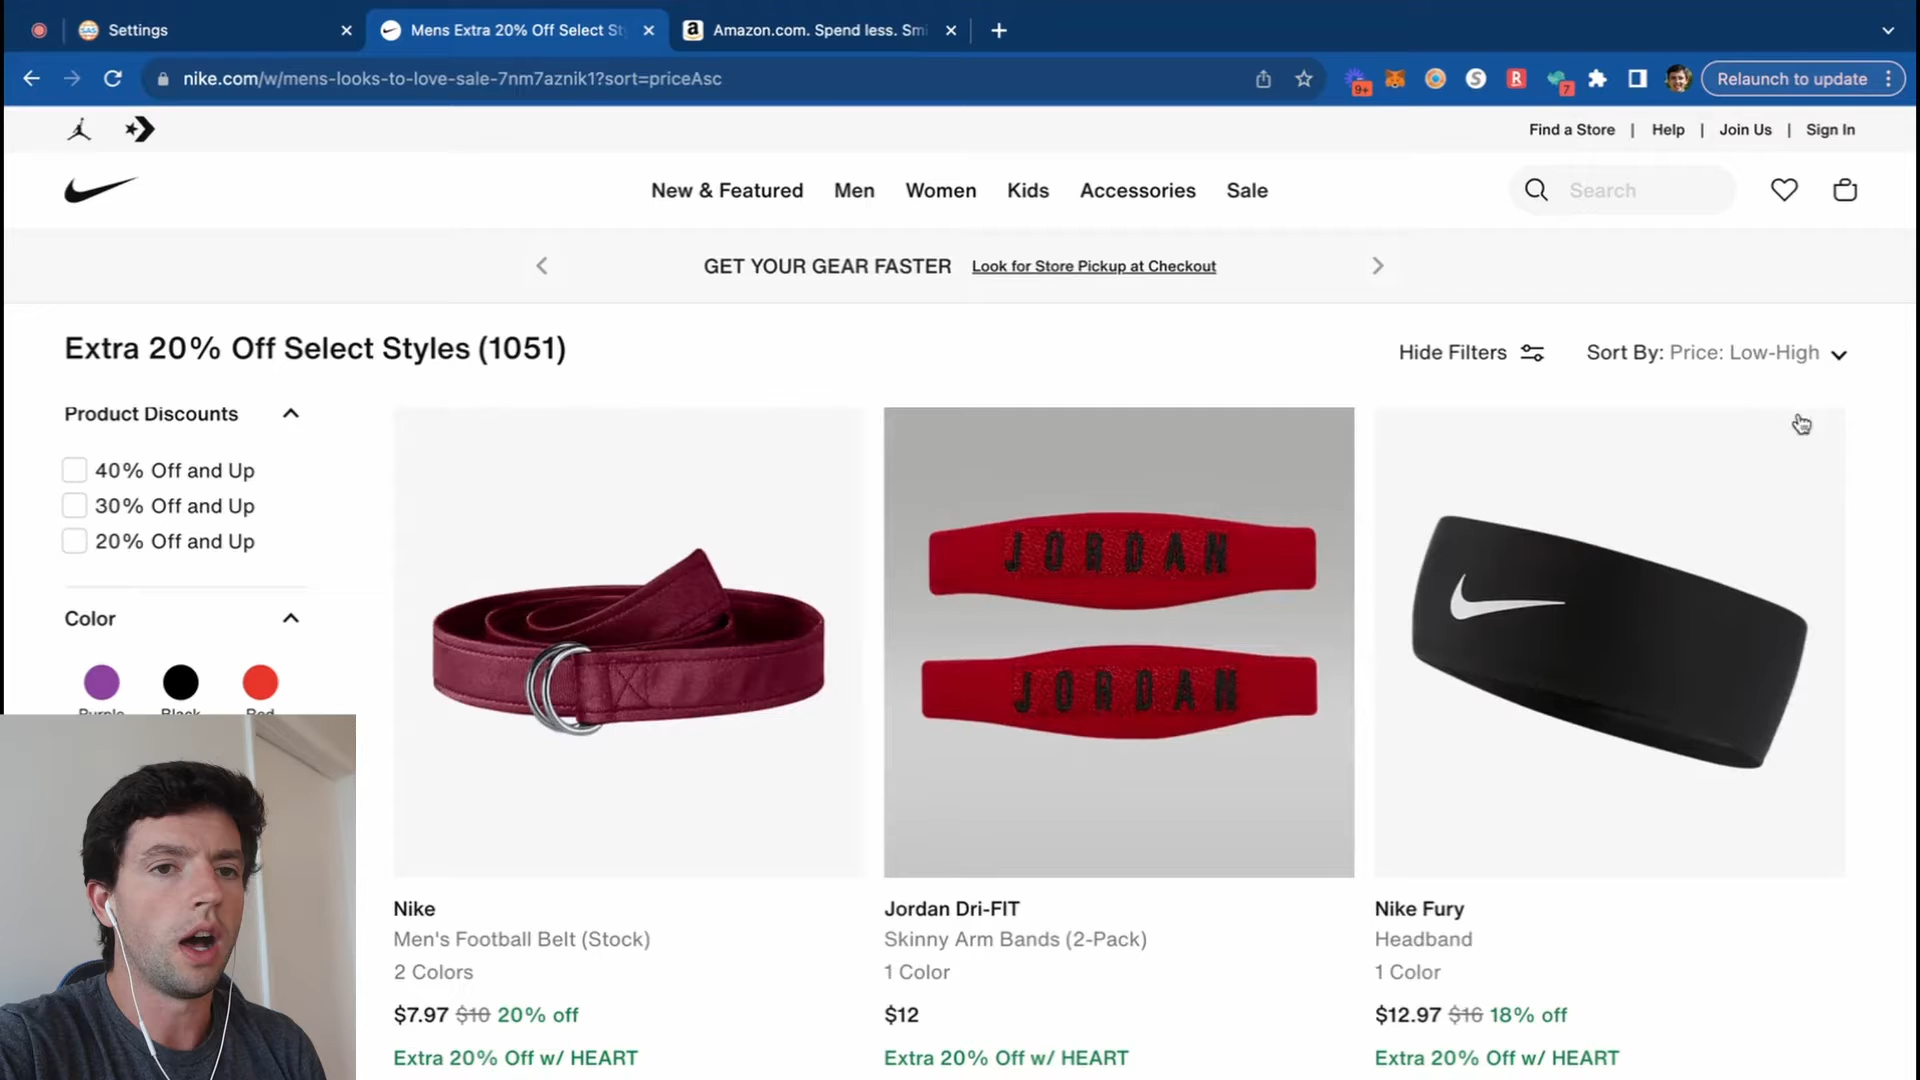 Settings
Mens Extra 20% Off Select St
Amazon.com. Spend less. Smi
nike.com/w/mens-looks-to-love-sale-7nm7aznik1?sort=priceAsc
9+
S
R
7
Relaunch to update
Find a Store | Help | Join Us | Sign In
New & Featured Men Women Kids Accessories Sale
Search
GET YOUR GEAR FASTER Look for Store Pickup at Checkout
Extra 20% Off Select Styles (1051)
Hide Filters
Sort By: Price: Low-High
Product Discounts
40% Off and Up
30% Off and Up
20% Off and Up
Color
Purple Black Red
JORDAN
JORDAN
Nike
Men's Football Belt (Stock)
2 Colors
$7.97 $10 20% off
Extra 20% Off w/ HEART
Jordan Dri-FIT
Skinny Arm Bands (2-Pack)
1 Color
$12
Extra 20% Off w/ HEART
Nike Fury
Headband
1 Color
$12.97 $16 18% off
Extra 20% Off w/ HEART